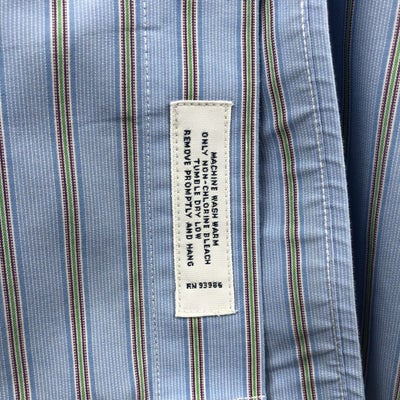 MACHINE WASH WARM
ONLY NON-CHLORINE BLEACH
TUMBLE DRY LOW
REMOVE PROMPTLY AND HANG
RN 93986